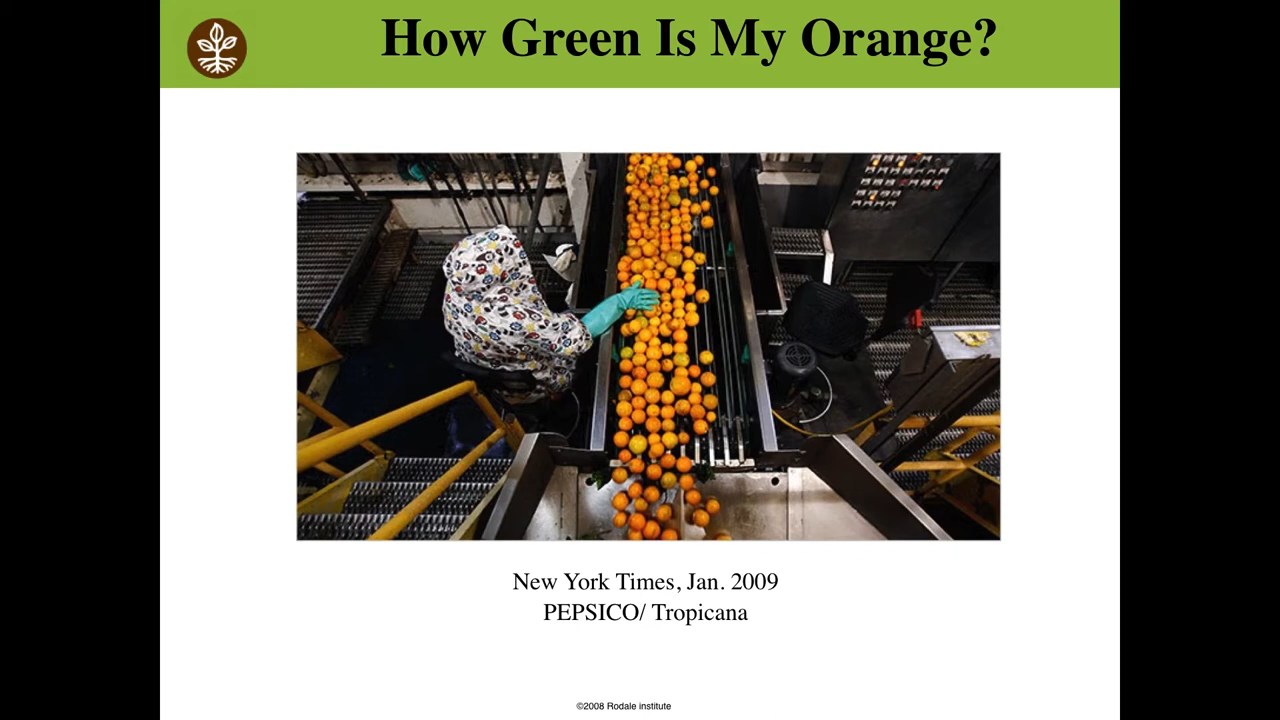 How Green Is My Orange?
New York Times, Jan. 2009
PEPSICO/ Tropicana
©2008 Rodale institute